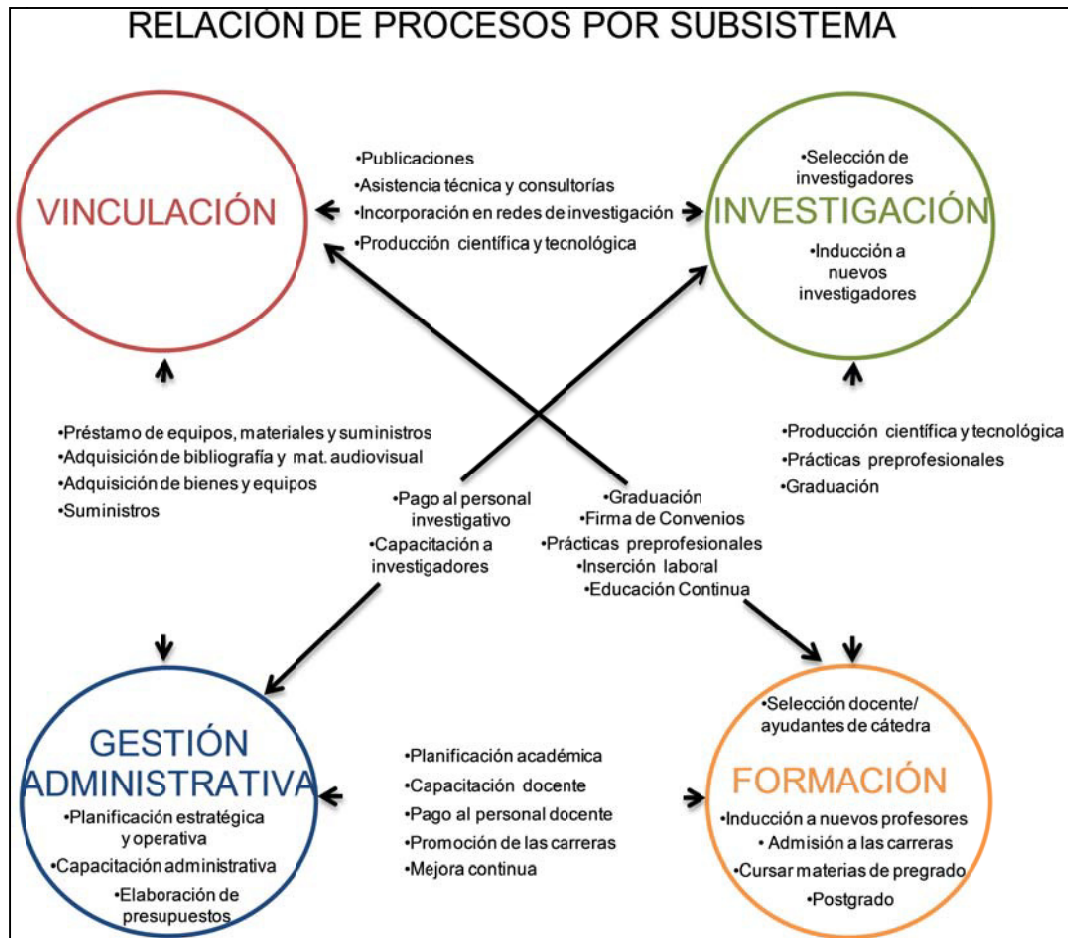 RELACIÓN DE PROCESOS POR SUBSISTEMA
VINCULACIÓN
•Publicaciones
•Asistencia técnica y consultorías
•Incorporación en redes de investigación
•Producción científica y tecnológica
•Selección de
investigadores
INVESTIGACIÓN
•Inducción a
nuevos
investigadores
•Préstamo de equipos, materiales y suministros
•Adquisición de bibliografía y mat. audiovisual
•Adquisición de bienes y equipos
•Suministros
•Pago al personal
investigativo
•Capacitación a
investigadores
•Graduación
•Firma de Convenios
•Prácticas preprofesionales
•Inserción laboral
•Educación Continua
•Producción científica y tecnológica
•Prácticas preprofesionales
•Graduación
GESTIÓN
ADMINISTRATIVA
•Planificación estratégica
y operativa
•Capacitación administrativa
•Elaboración de
presupuestos
•Planificación académica
•Capacitación docente
•Pago al personal docente
•Promoción de las carreras
•Mejora continua
•Selección docente/
ayudantes de cátedra
FORMACIÓN
•Inducción a nuevos profesores
•Admisión a las carreras
•Cursar materias de pregrado
•Postgrado